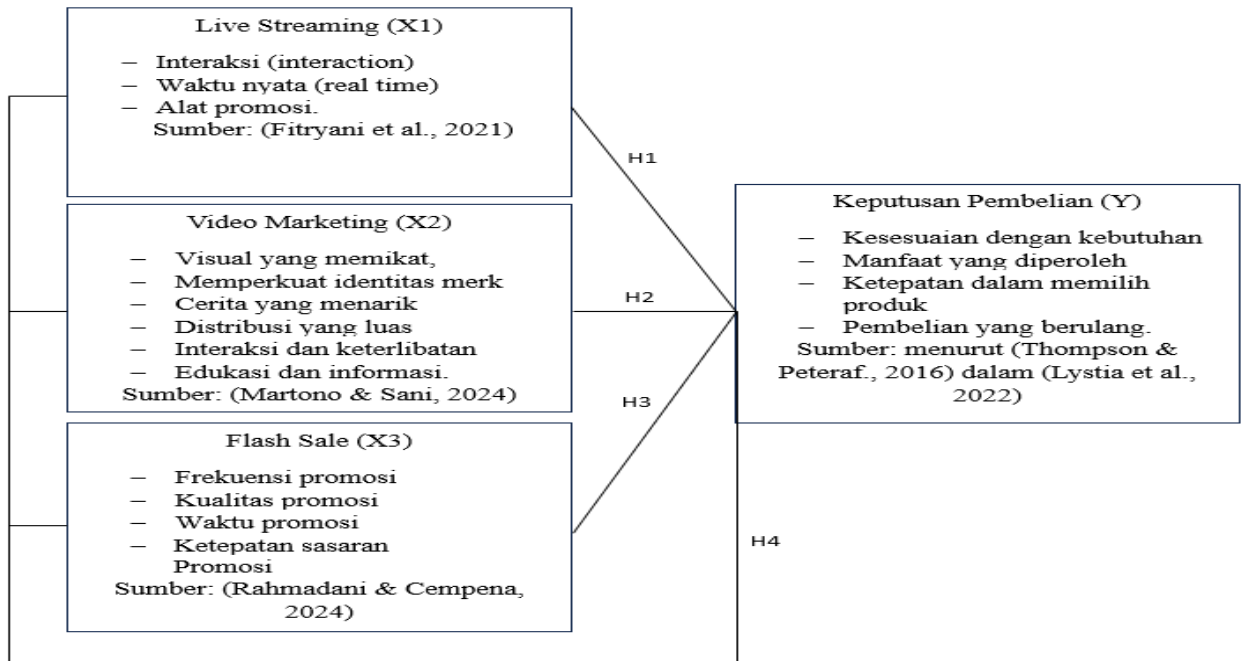 Live Streaming (X1)
– Interaksi (interaction)
– Waktu nyata (real time)
– Alat promosi.
Sumber: (Fitryani et al., 2021)
Video Marketing (X2)
– Visual yang memikat,
– Memperkuat identitas merk
– Cerita yang menarik
– Distribusi yang luas
– Interaksi dan keterlibatan
– Edukasi dan informasi.
Sumber: (Martono & Sani, 2024)
Flash Sale (X3)
– Frekuensi promosi
– Kualitas promosi
– Waktu promosi
– Ketepatan sasaran
Promosi
Sumber: (Rahmadani & Cempena,
2024)
H1
H2
H3
H4
Keputusan Pembelian (Y)
– Kesesuaian dengan kebutuhan
– Manfaat yang diperoleh
– Ketepatan dalam memilih
produk
– Pembelian yang berulang.
Sumber: menurut (Thompson &
Peteraf., 2016) dalam (Lystia et al.,
2022)